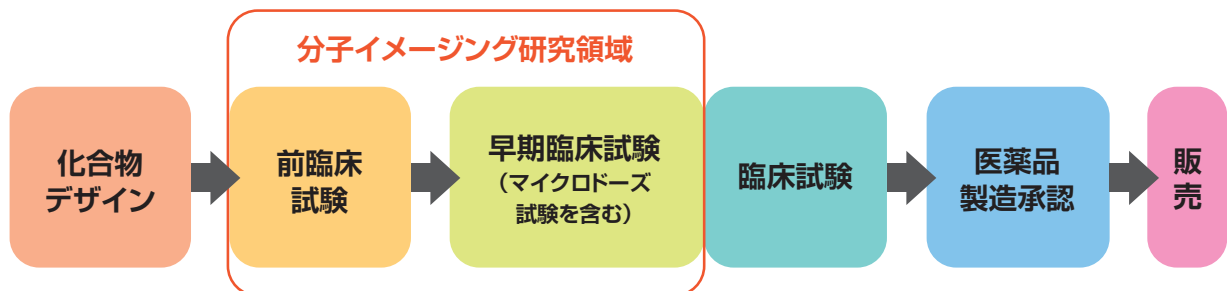 分子イメージング研究領域
化合物
デザイン
前臨床
試験
早期臨床試験
（マイクロドーズ
試験を含む）
臨床試験
医薬品
製造承認
販
売